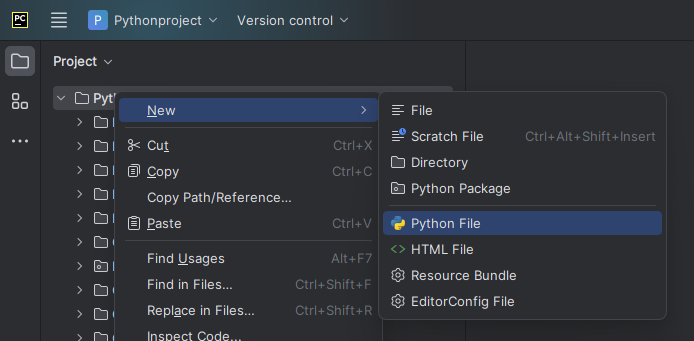 PC
P Pythonproject Version control
Project
New
Cut Ctrl+X
Copy Ctrl+C
Copy Path/Reference...
Paste Ctrl+V
Find Usages Alt+F7
Find in Files... Ctrl+Shift+F
Replace in Files... Ctrl+Shift+R
Inspect Code...
File
Scratch File Ctrl+Alt+Shift+Insert
Directory
Python Package
Python File
HTML File
Resource Bundle
EditorConfig File